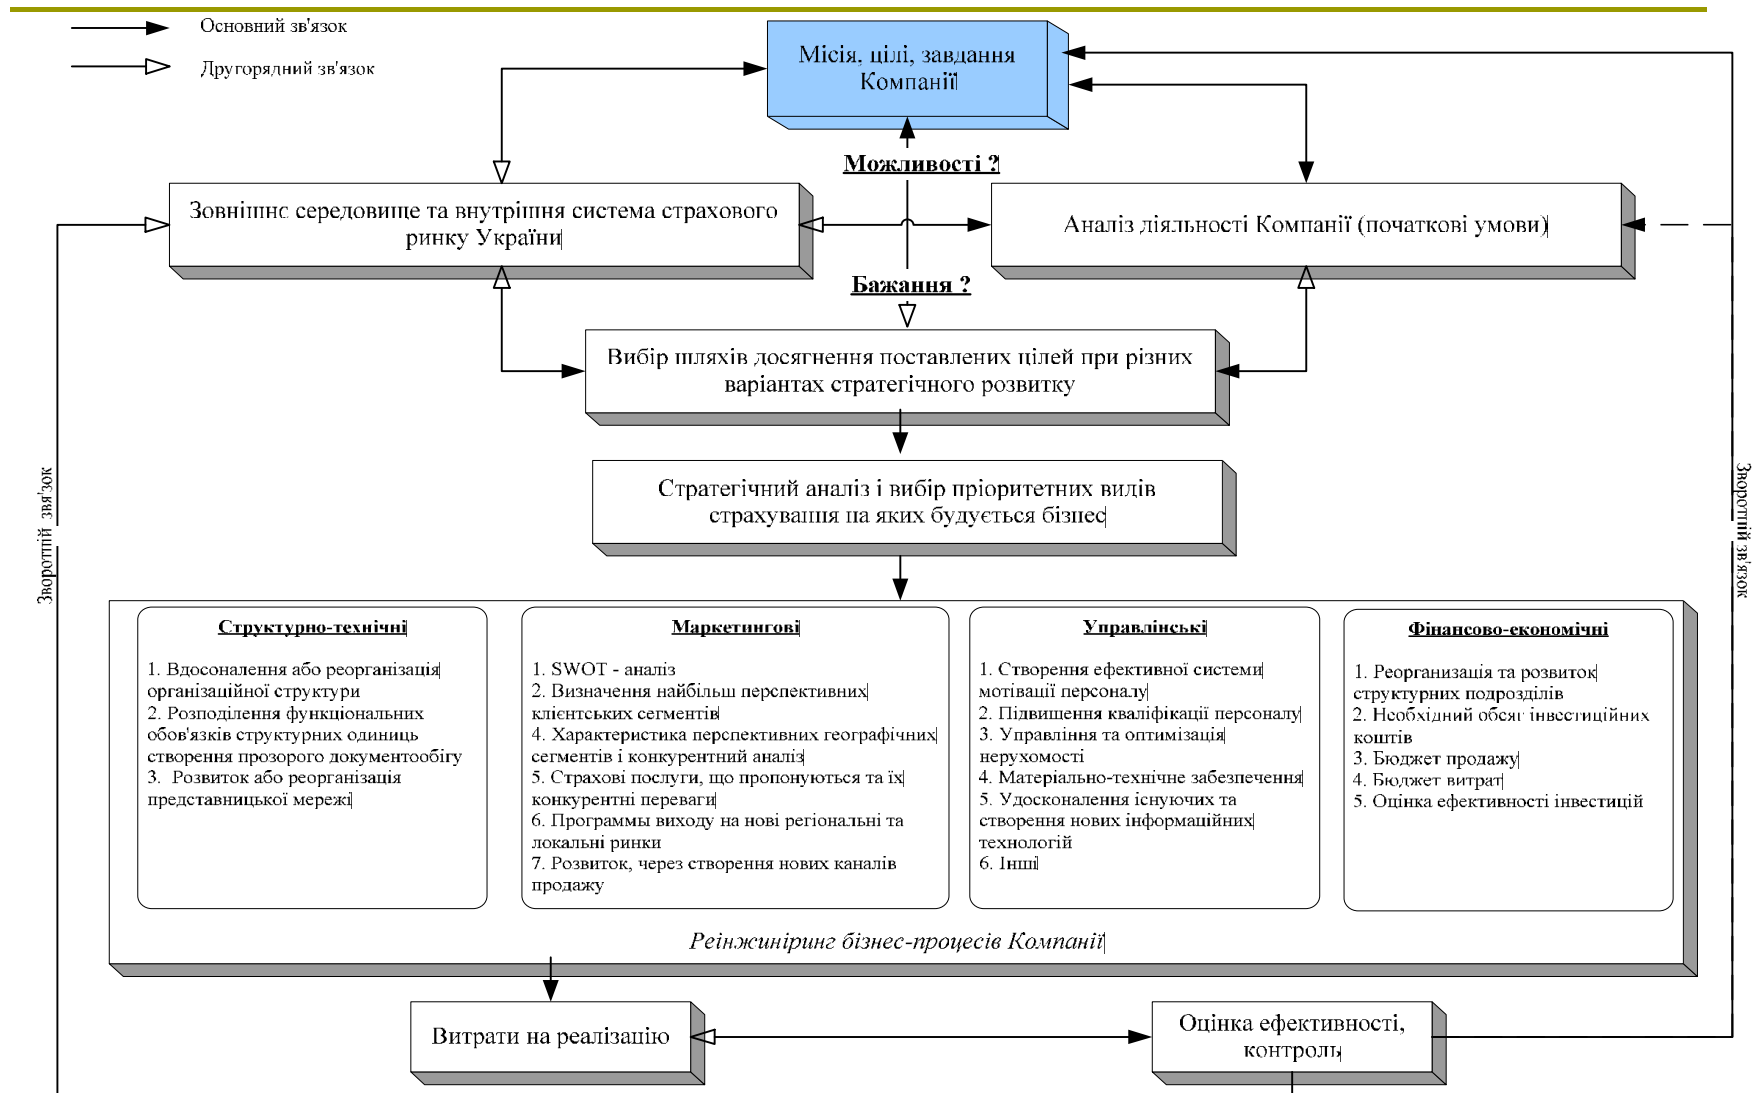 Основний зв'язок
Другорядний зв'язок
Місія, цілі, завдання
Компанії
Можливості ?
Зовнішнє середовище та внутрішня система страхового
ринку України
Аналіз діяльності Компанії (початкові умови)
Бажання ?
Вибір шляхів досягнення поставлених цілей при різних
варіантах стратегічного розвитку
Стратегічний аналіз і вибір пріоритетних видів
страхування на яких будується бізнес
Зворотній звя'зок
Зворотній зв'язок
Структурно-технічні
1. Вдосоналення або реорганізація
організаційної структури
2. Розподілення функціональних
обов'язків структурних одиниць
створення прозорого документообігу
3. Розвиток або реорганізація
представницької мережі
Маркетингові
1. SWOT - аналіз
2. Визначення найбільш перспективних
клієнтських сегментів
4. Характеристика перспективних географічних
сегментів і конкурентний аналіз
5. Страхові послуги, що пропонуються та їх
конкурентні переваги
6. Программы виходу на нові регіональні та
локальні ринки
7. Розвиток, через створення нових каналів
продажу
Управлінські
1. Створення ефективної системи
мотівації персоналу
2. Підвищення кваліфікації персоналу
3. Управління та оптимізація
нерухомості
4. Матеріально-технічне забезпечення
5. Удосконалення існуючих та
створення нових інформаційних
технологій
6. Інші
Фінансово-економічні
1. Реорганизація та розвиток
структурних подрозділів
2. Необхідний обсяг інвестиційних
коштів
3. Бюджет продажу
4. Бюджет витрат
5. Оцінка ефективності інвестицій
Реінжиніринг бізнес-процесів Компанії
Витрати на реалізацію
Оцінка ефективності,
контроль